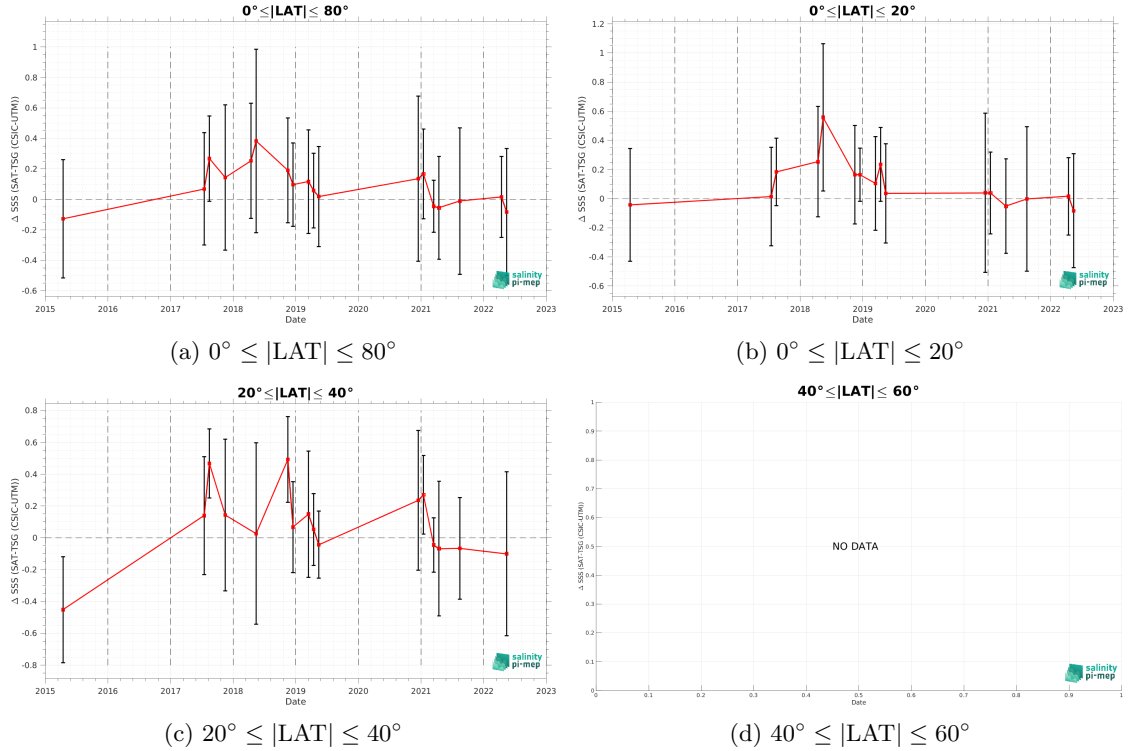 0°≤|LAT|≤ 80°
Δ SSS (SAT-TSG (CSIC-UTM))
1
0.8
0.6
0.4
0.2
0
-0.2
-0.4
-0.6
2015 2016 2017 2018 2019 2020 2021 2022 2023
Date
salinity
pi-mep
(a) 0° ≤ |LAT| ≤ 80°
0°≤|LAT|≤ 20°
Δ SSS (SAT-TSG (CSIC-UTM))
1.2
1
0.8
0.6
0.4
0.2
0
-0.2
-0.4
-0.6
2015 2016 2017 2018 2019 2020 2021 2022 2023
Date
salinity
pi-mep
(b) 0° ≤ |LAT| ≤ 20°
20°≤|LAT|≤ 40°
Δ SSS (SAT-TSG (CSIC-UTM))
0.8
0.6
0.4
0.2
0
-0.2
-0.4
-0.6
-0.8
2015 2016 2017 2018 2019 2020 2021 2022 2023
Date
salinity
pi-mep
(c) 20° ≤ |LAT| ≤ 40°
40°≤|LAT|≤ 60°
Δ SSS (SAT-TSG (CSIC-UTM))
1
0.9
0.8
0.7
0.6
0.5
0.4
0.3
0.2
0.1
0
NO DATA
0 0.1 0.2 0.3 0.4 0.5 0.6 0.7 0.8 0.9 1
Date
salinity
pi-mep
(d) 40° ≤ |LAT| ≤ 60°